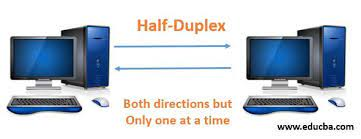 Half-Duplex
Both directions but
Only one at a time
www.educba.com